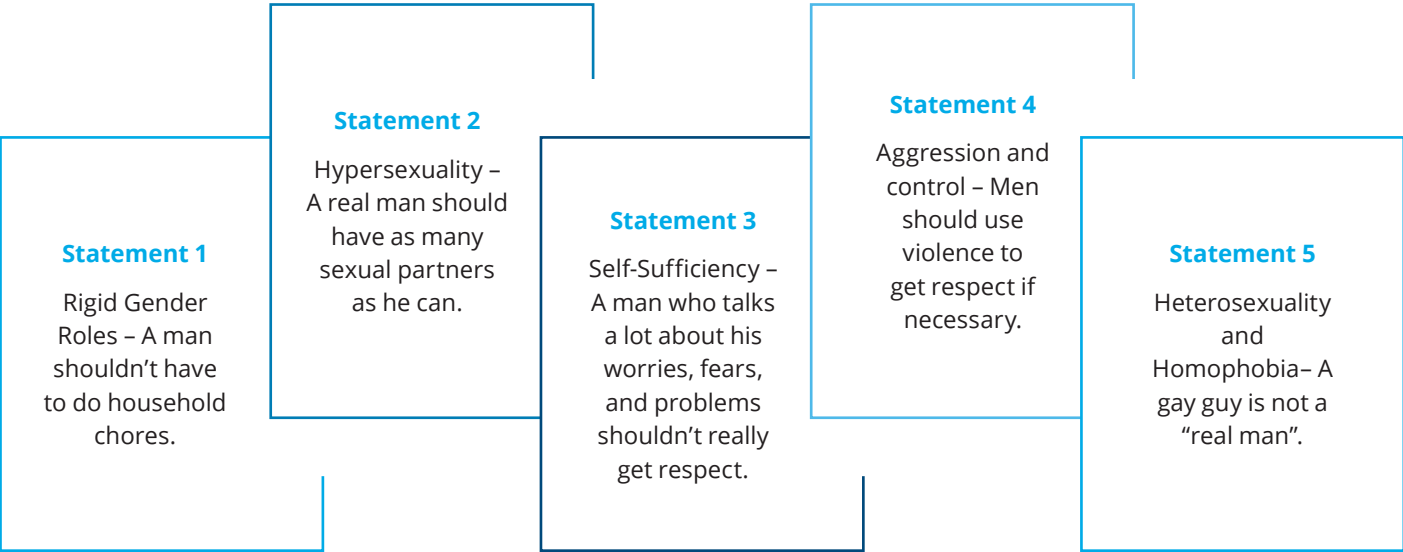 Statement 1
Rigid Gender
Roles – A man
shouldn’t have
to do household
chores.
Statement 2
Hypersexuality –
A real man should
have as many
sexual partners
as he can.
Statement 3
Self-Sufficiency –
A man who talks
a lot about his
worries, fears,
and problems
shouldn’t really
get respect.
Statement 4
Aggression and
control – Men
should use
violence to
get respect if
necessary.
Statement 5
Heterosexuality
and
Homophobia– A
gay guy is not a
“real man”.